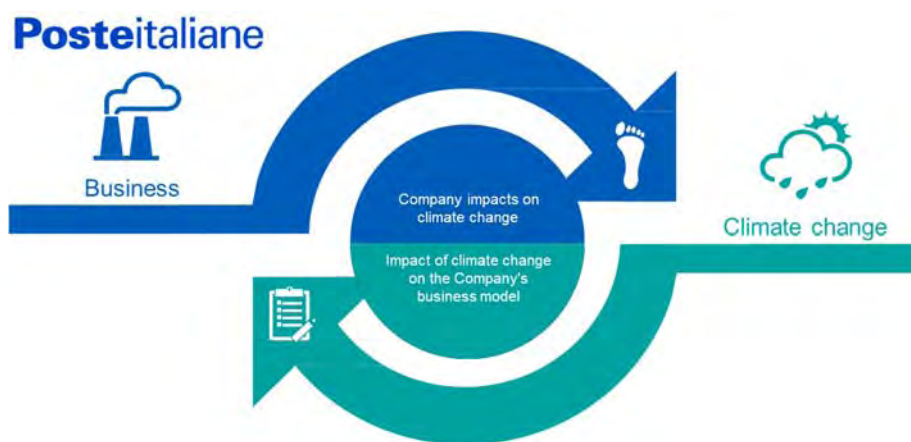 Posteitaliane
Business
Company impacts on
climate change
Climate change
Impact of climate change
on the Company's
business model